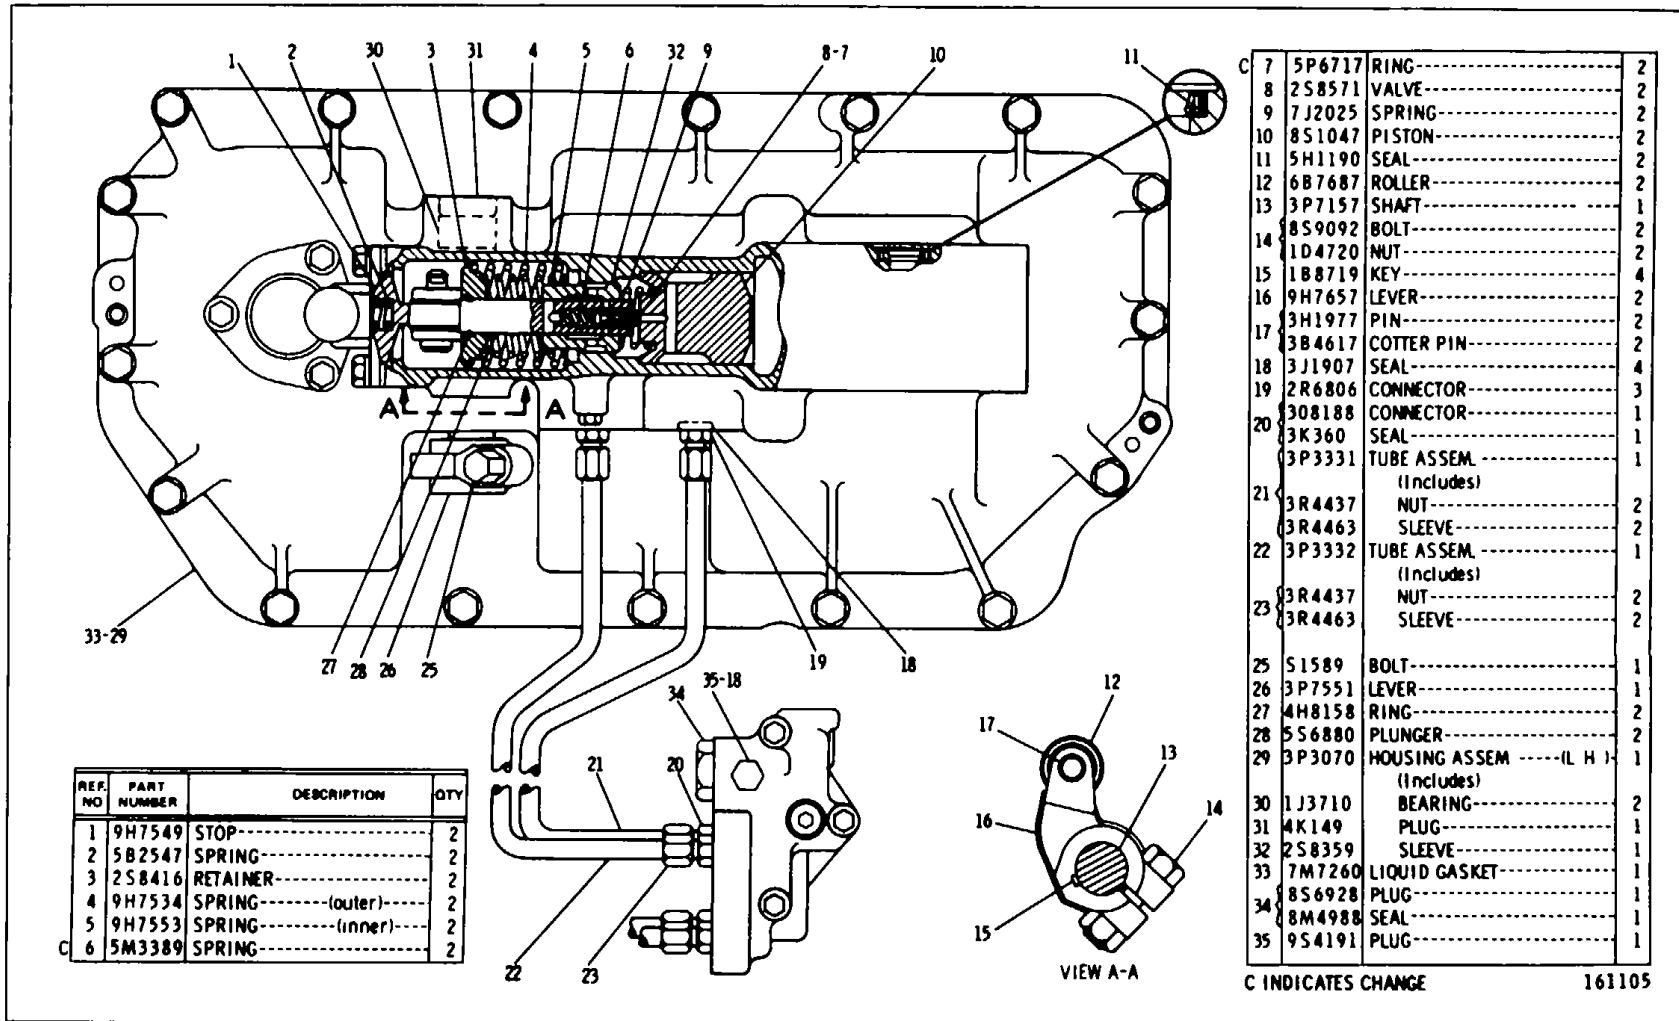 1 2 30 3 31 4 5 6 32 9 8-7 10 11
A A
33-29 27 28 26 25 19 18
34 35-18 12
17 13
21 20 16 14
15
22 23
VIEW A-A
REF. NO PART NUMBER DESCRIPTION QTY
1 9H7549 STOP 2
2 5B2547 SPRING 2
3 2S8416 RETAINER 2
4 9H7534 SPRING (outer) 2
5 9H7553 SPRING (inner) 2
C 6 5M3389 SPRING 2
C 7 5P6717 RING 2
8 2S8571 VALVE 2
9 7J2025 SPRING 2
10 8S1047 PISTON 2
11 5H1190 SEAL 2
12 6B7687 ROLLER 2
13 3P7157 SHAFT 1
14 8S9092 BOLT 2
1D4720 NUT 2
15 1B8719 KEY 4
16 9H7657 LEVER 2
17 3H1977 PIN 2
3B4617 COTTER PIN 2
18 3J1907 SEAL 4
19 2R6806 CONNECTOR 3
20 308188 CONNECTOR 1
3K360 SEAL 1
21 3P3331 TUBE ASSEM. 1
(Includes)
3R4437 NUT 2
3R4463 SLEEVE 2
22 3P3332 TUBE ASSEM. 1
(Includes)
23 3R4437 NUT 2
3R4463 SLEEVE 2
25 S1589 BOLT 1
26 3P7551 LEVER 1
27 4H8158 RING 2
28 5S6880 PLUNGER 2
29 3P3070 HOUSING ASSEM (L H) 1
(Includes)
30 1J3710 BEARING 2
31 4K149 PLUG 1
32 2S8359 SLEEVE 1
33 7M7260 LIQUID GASKET 1
34 8S6928 PLUG 1
8M4988 SEAL 1
35 9S4191 PLUG 1
C INDICATES CHANGE 161105